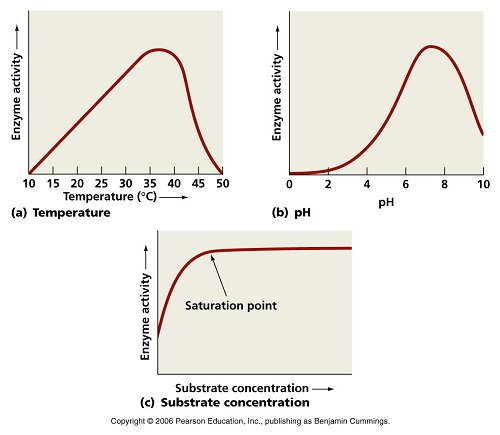 Enzyme activity
10 15 20 25 30 35 40 45 50
Temperature (°C)
(a) Temperature
Enzyme activity
0 2 4 6 8 10
pH
(b) pH
Enzyme activity
Saturation point
Substrate concentration
(c) Substrate concentration
Copyright © 2006 Pearson Education, Inc., publishing as Benjamin Cummings.